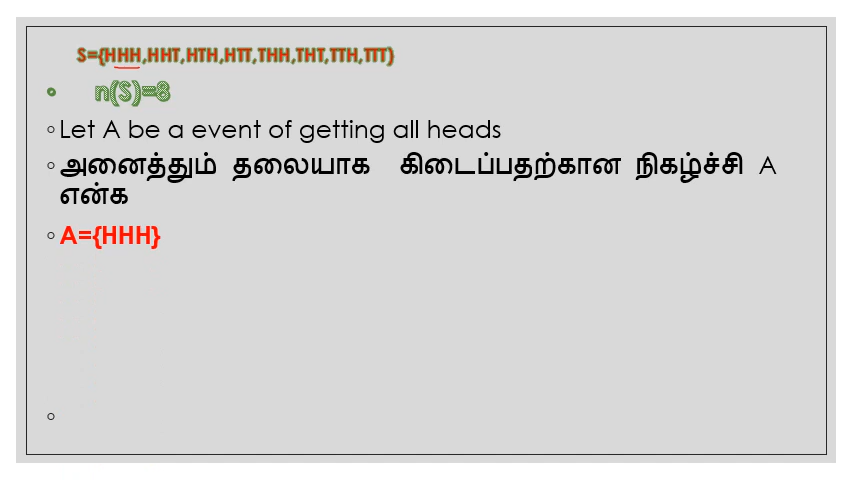 S={HHH,HHT,HTH,HTT,THH,THT,TTH,TTT}
n(S)=8
Let A be a event of getting all heads
அனைத்தும் தலையாக கிடைப்பதற்கான நிகழ்ச்சி A
என்க
A={HHH}